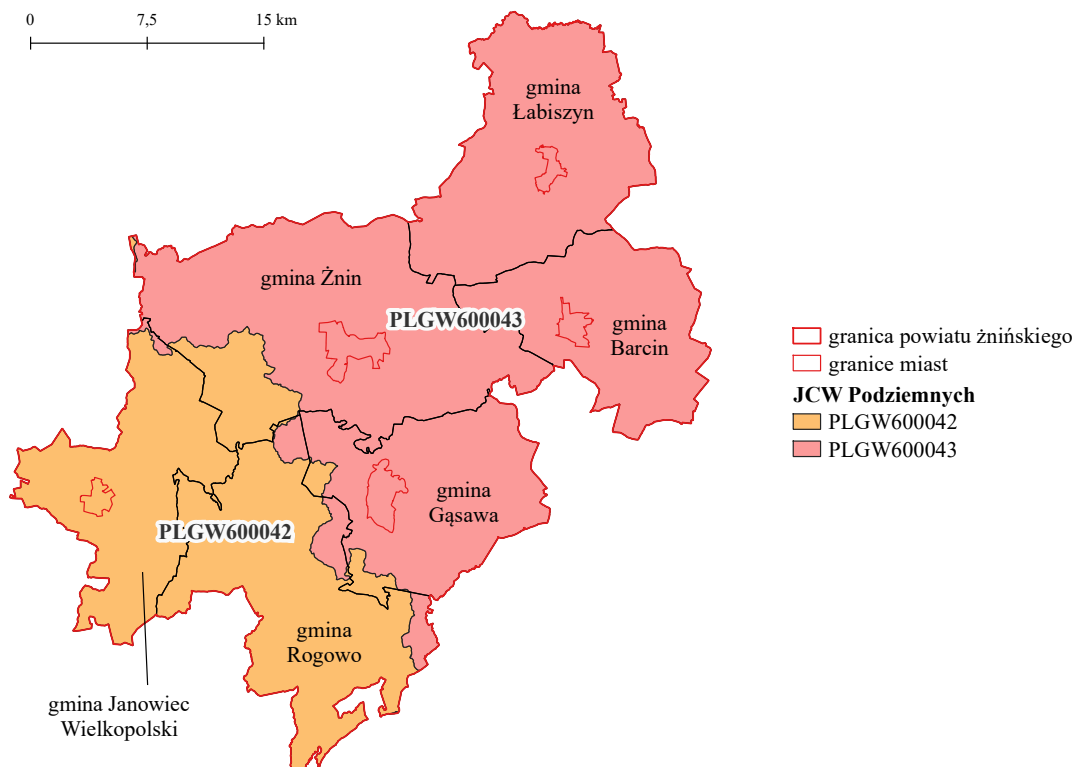 0
7,5
15 km
gmina
Łabiszyn
gmina Żnin
PLGW600043
gmina
Barcin
granica powiatu żnińskiego
granice miast
JCW Podziemnych
PLGW600042
PLGW600043
gmina
Gąsawa
PLGW600042
gmina
Rogowo
gmina Janowiec
Wielkopolski